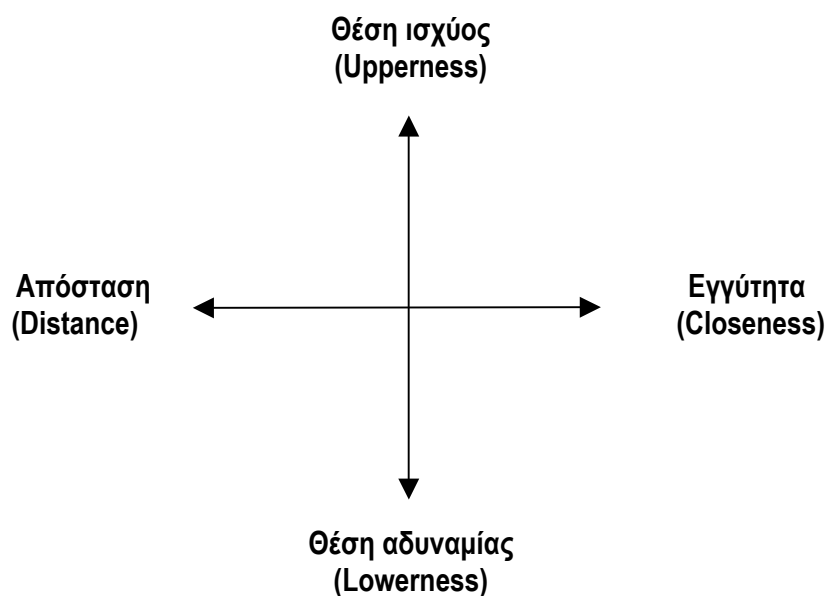 Θέση ισχύος
(Upperness)
Απόσταση
(Distance)
Εγγύτητα
(Closeness)
Θέση αδυναμίας
(Lowerness)